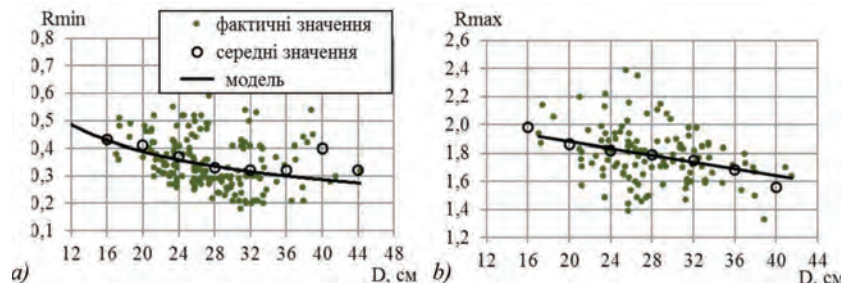 Rmin
0,8
0,7
0,6
0,5
0,4
0,3
0,2
0,1
12 16 20 24 28 32 36 40 44 48
а)
D, см
фактичні значення
середні значення
модель
Rmax
2,6
2,4
2,2
2,0
1,8
1,6
1,4
1,2
12 16 20 24 28 32 36 40 44
b)
D, см